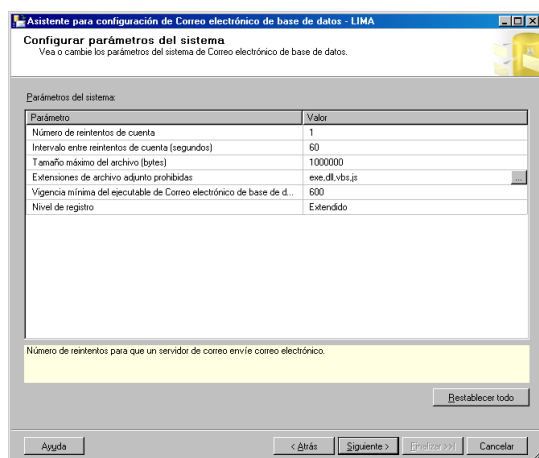 Asistente para configuración de Correo electrónico de base de datos - LIMA
Configurar parámetros del sistema
Vea o cambie los parámetros del sistema de Correo electrónico de base de datos.
Parámetros del sistema:
Parámetro Valor
Número de reintentos de cuenta 1
Intervalo entre reintentos de cuenta (segundos) 60
Tamaño máximo del archivo (bytes) 1000000
Extensiones de archivo adjunto prohibidas exe,dll,vbs,js ...
Vigencia mínima del ejecutable de Correo electrónico de base de d... 600
Nivel de registro Extendido
Número de reintentos para que un servidor de correo envíe correo electrónico.
Restablecer todo
Ayuda < Atrás Siguiente > Finalizar >>| Cancelar